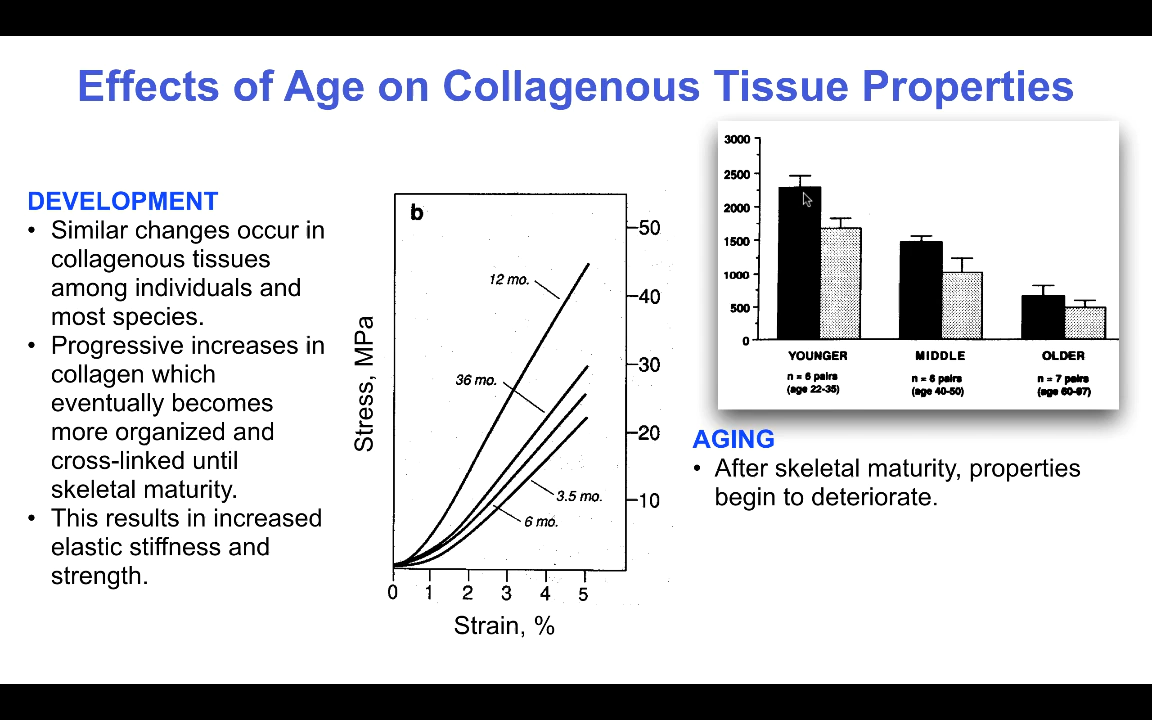 Effects of Age on Collagenous Tissue Properties
DEVELOPMENT
• Similar changes occur in
collagenous tissues
among individuals and
most species.
• Progressive increases in
collagen which
eventually becomes
more organized and
cross-linked until
skeletal maturity.
• This results in increased
elastic stiffness and
strength.
b
12 mo.
36 mo.
3.5 mo.
6 mo.
50
40
30
20
10
0 1 2 3 4 5
Stress, MPa
Strain, %
3000
2500
2000
1500
1000
500
0
YOUNGER MIDDLE OLDER
n = 6 pairs n = 6 pairs n = 7 pairs
(age 22-35) (age 40-50) (age 60-97)
AGING
• After skeletal maturity, properties
begin to deteriorate.